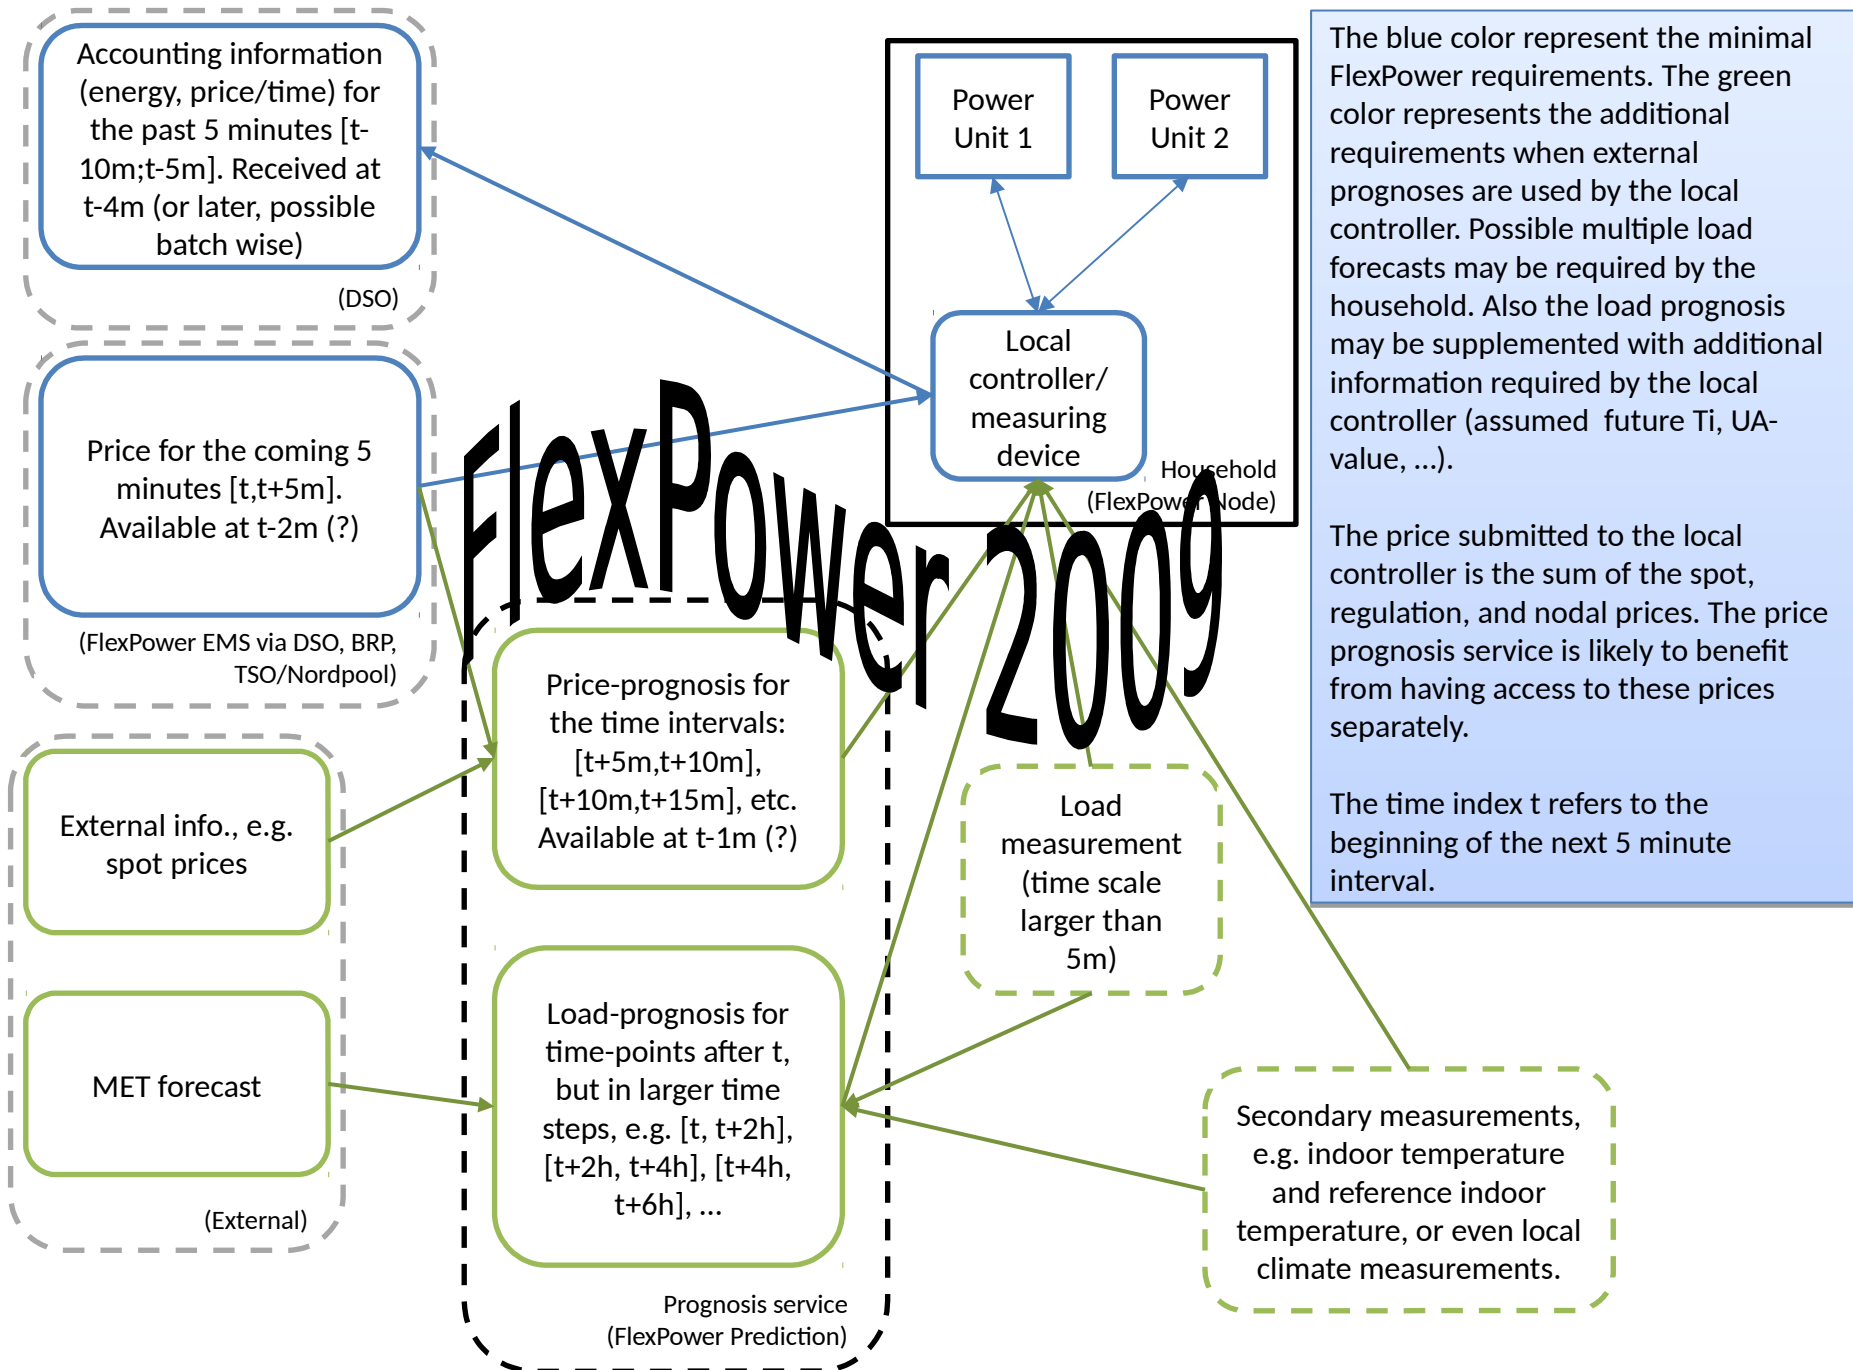 Accounting information
(energy, price/time) for
the past 5 minutes [t-
10m;t-5m]. Received at
t-4m (or later, possible
batch wise)
(DSO)
Price for the coming 5
minutes [t,t+5m].
Available at t-2m (?)
(FlexPower EMS via DSO, BRP,
TSO/Nordpool)
External info., e.g.
spot prices
MET forecast
(External)
FlexPower 2009
Price-prognosis for
the time intervals:
[t+5m,t+10m],
[t+10m,t+15m], etc.
Available at t-1m (?)
Load-prognosis for
time-points after t,
but in larger time
steps, e.g. [t, t+2h],
[t+2h, t+4h], [t+4h,
t+6h], ...
Prognosis service
(FlexPower Prediction)
Power
Unit 1
Power
Unit 2
Local
controller/
measuring
device
Household
(FlexPower Node)
Load
measurement
(time scale
larger than
5m)
Secondary measurements,
e.g. indoor temperature
and reference indoor
temperature, or even local
climate measurements.
The blue color represent the minimal
FlexPower requirements. The green
color represents the additional
requirements when external
prognoses are used by the local
controller. Possible multiple load
forecasts may be required by the
household. Also the load prognosis
may be supplemented with additional
information required by the local
controller (assumed  future Ti, UA-
value, ...).
The price submitted to the local
controller is the sum of the spot,
regulation, and nodal prices. The price
prognosis service is likely to benefit
from having access to these prices
separately.
The time index t refers to the
beginning of the next 5 minute
interval.